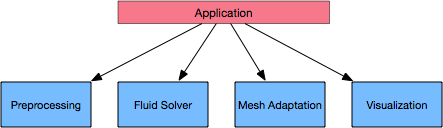 Application
Preprocessing
Fluid Solver
Mesh Adaptation
Visualization